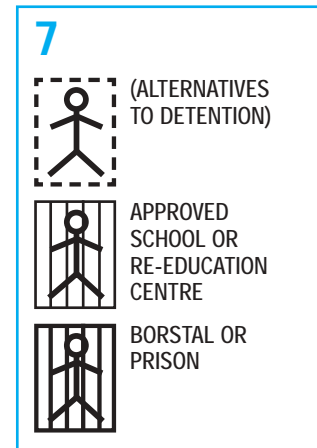 7
(ALTERNATIVES
TO DETENTION)
APPROVED
SCHOOL OR
RE-EDUCATION
CENTRE
BORSTAL OR
PRISON